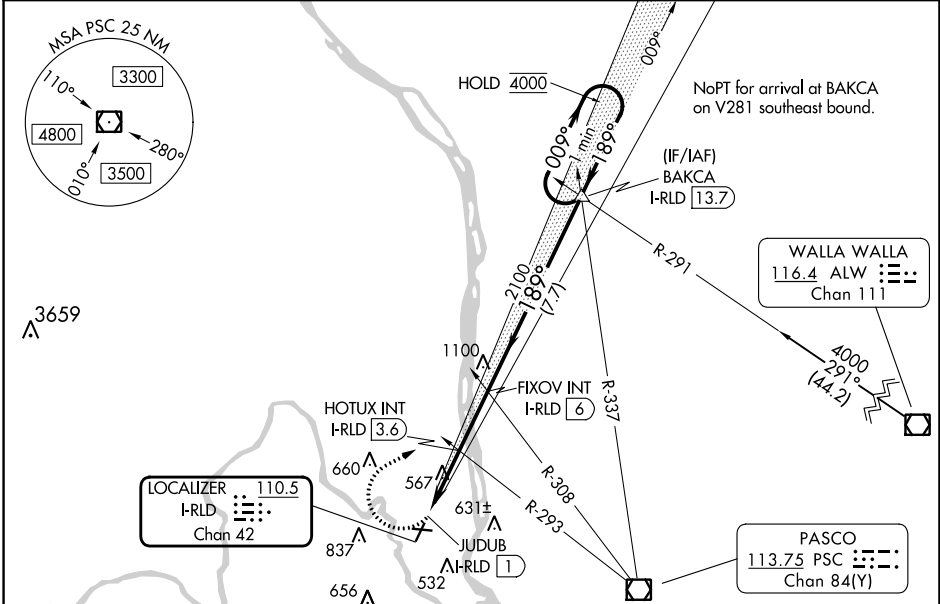 MSA PSC 25 NM
110°
3300
4800
280°
010°
3500
HOLD 4000
009°
NoPT for arrival at BAKCA
on V281 southeast bound.
009°
1 min
189°
(IF/IAF)
BAKCA
I-RLD 13.7
R-291
WALLA WALLA
116.4 ALW
Chan 111
2100
189°
(7.7)
3659
4000
291°
(44.2)
1100
R-337
FIXOV INT
I-RLD 6
HOTUX INT
I-RLD 3.6
660
567
R-308
R-293
LOCALIZER 110.5
I-RLD
Chan 42
631±
837
JUDUB
I-RLD 1
532
656
PASCO
113.75 PSC
Chan 84(Y)